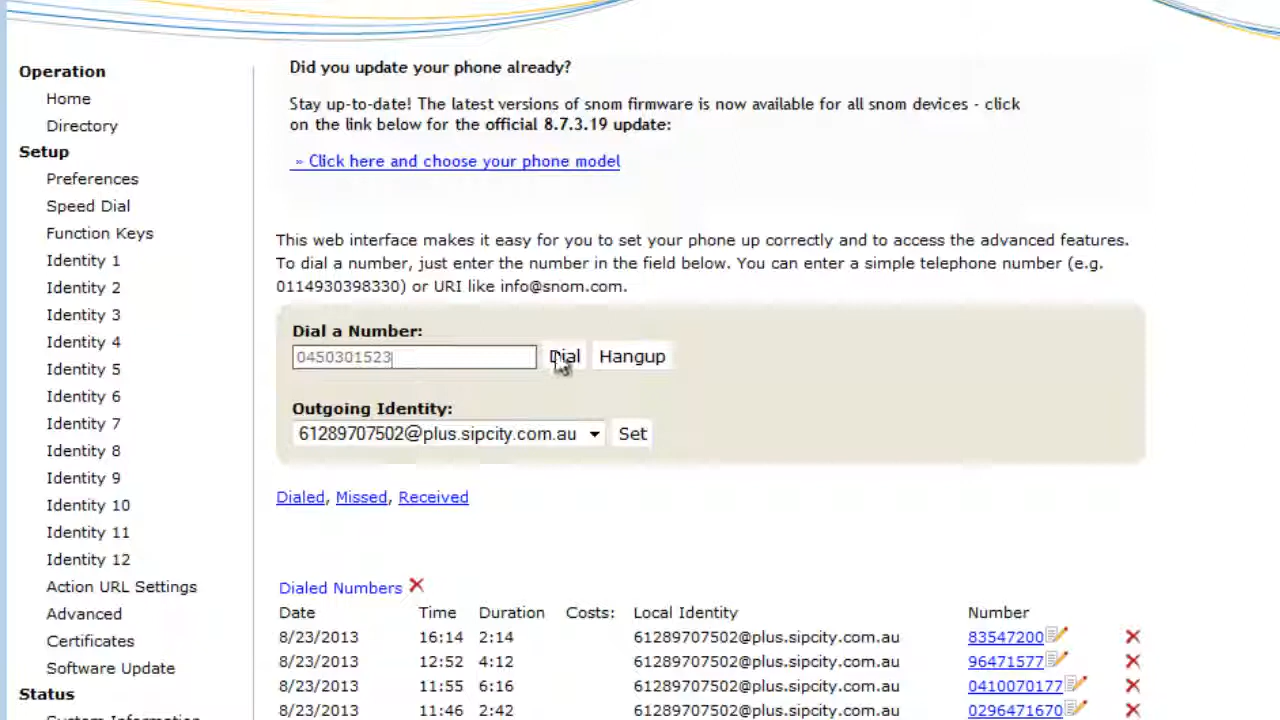 Operation
Home
Directory
Setup
Preferences
Speed Dial
Function Keys
Identity 1
Identity 2
Identity 3
Identity 4
Identity 5
Identity 6
Identity 7
Identity 8
Identity 9
Identity 10
Identity 11
Identity 12
Action URL Settings
Advanced
Certificates
Software Update
Status
System Information
Did you update your phone already?
Stay up-to-date! The latest versions of snom firmware is now available for all snom devices - click
on the link below for the official 8.7.3.19 update:
» Click here and choose your phone model
This web interface makes it easy for you to set your phone up correctly and to access the advanced features.
To dial a number, just enter the number in the field below. You can enter a simple telephone number (e.g.
0114930398330) or URI like info@snom.com.
Dial a Number:
0450301523 Dial Hangup
Outgoing Identity:
61289707502@plus.sipcity.com.au Set
Dialed, Missed, Received
Dialed Numbers
Date Time Duration Costs: Local Identity Number
8/23/2013 16:14 2:14 61289707502@plus.sipcity.com.au 83547200
8/23/2013 12:52 4:12 61289707502@plus.sipcity.com.au 96471577
8/23/2013 11:55 6:16 61289707502@plus.sipcity.com.au 0410070177
8/23/2013 11:46 2:42 61289707502@plus.sipcity.com.au 0296471670